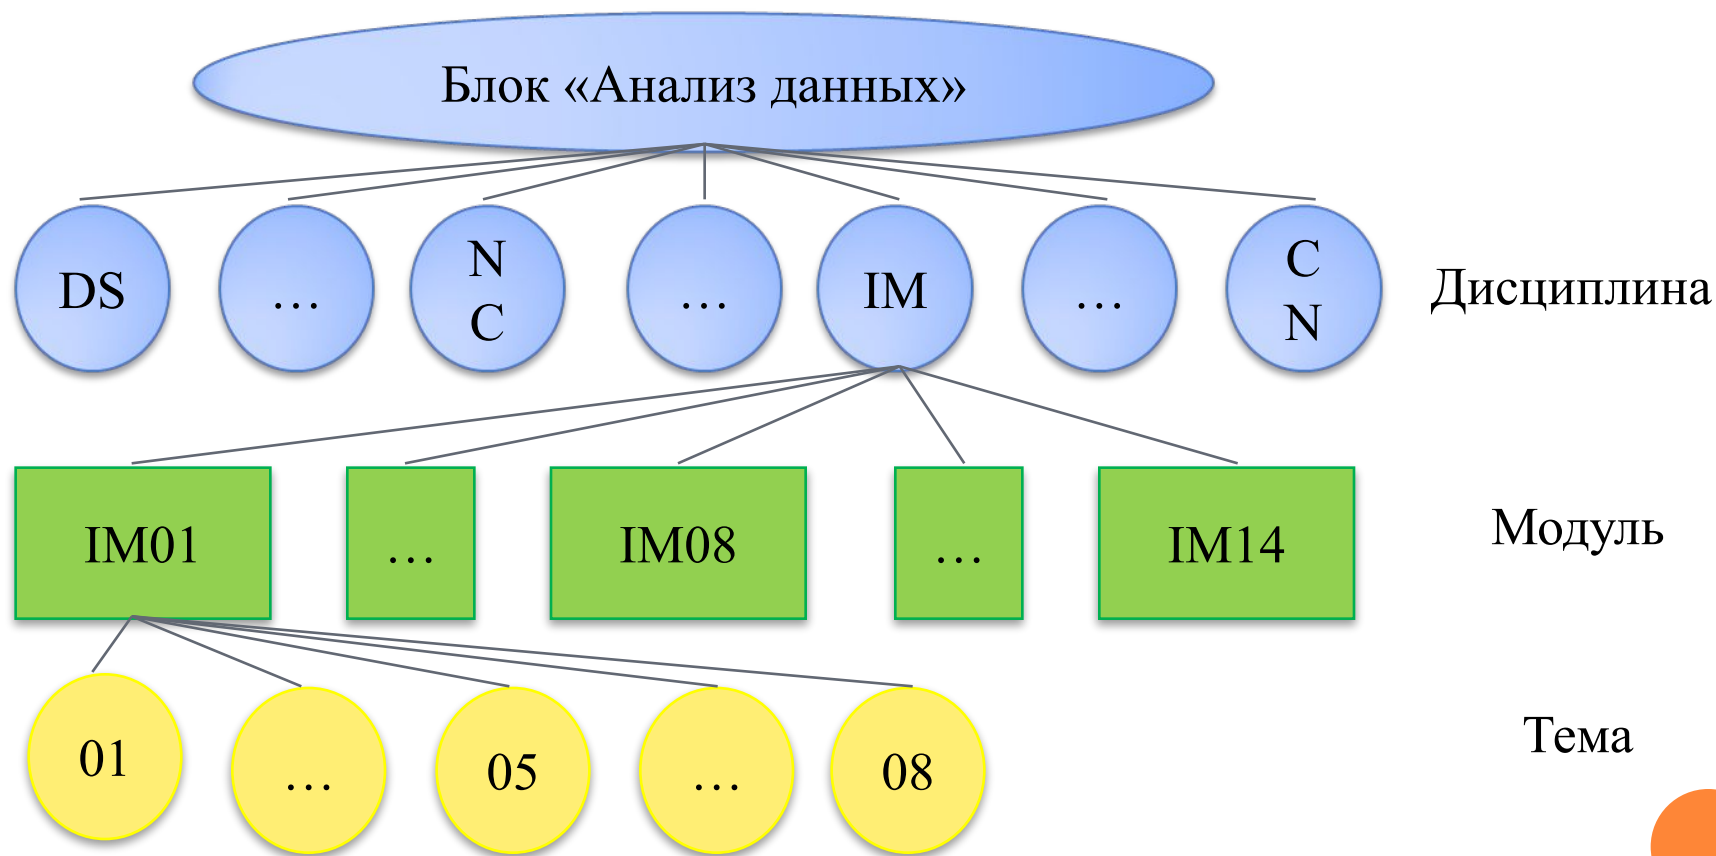 Блок «Анализ данных»
DS
…
N
C
…
IM
…
C
N
Дисциплина
IM01
…
IM08
…
IM14
Модуль
01
…
05
…
08
Тема